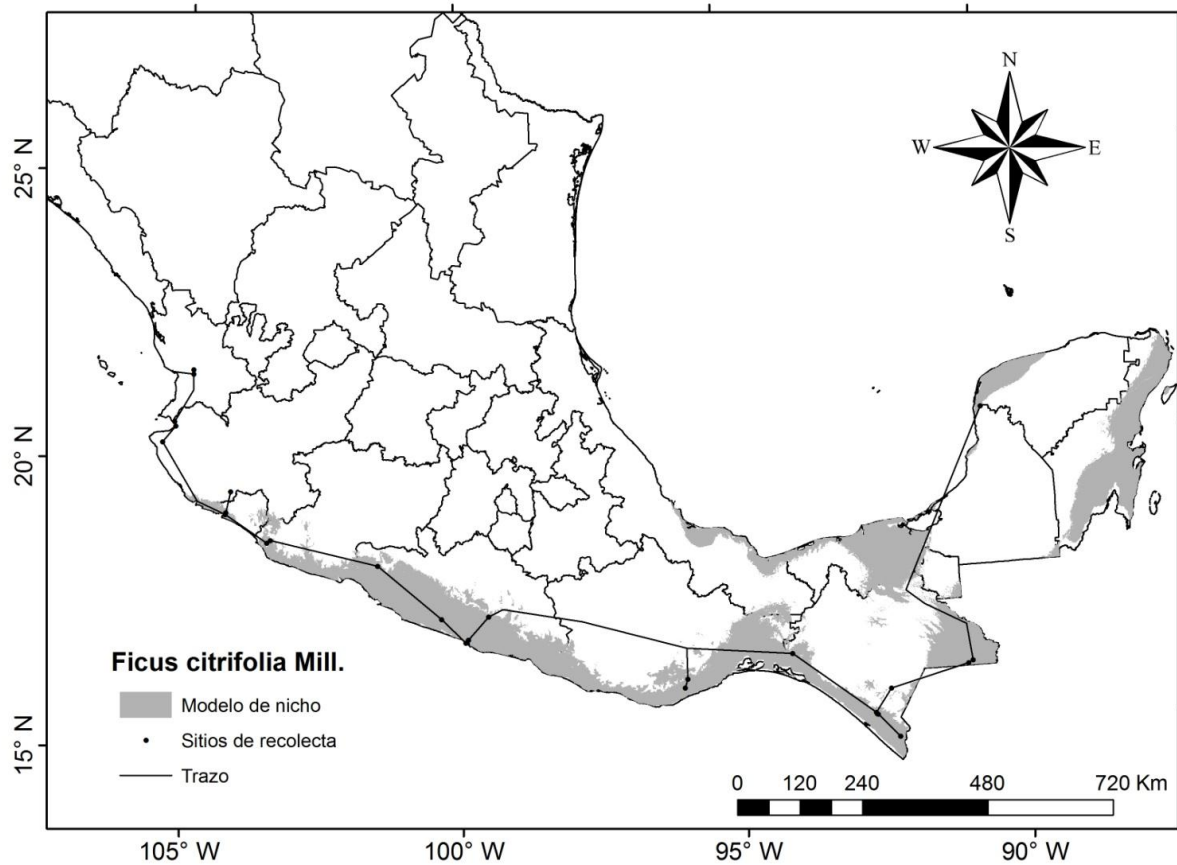 N
W E
S
25° N
20° N
15° N
Ficus citrifolia Mill.
Modelo de nicho
Sitios de recolecta
Trazo
0 120 240 480 720 Km
105° W 100° W 95° W 90° W